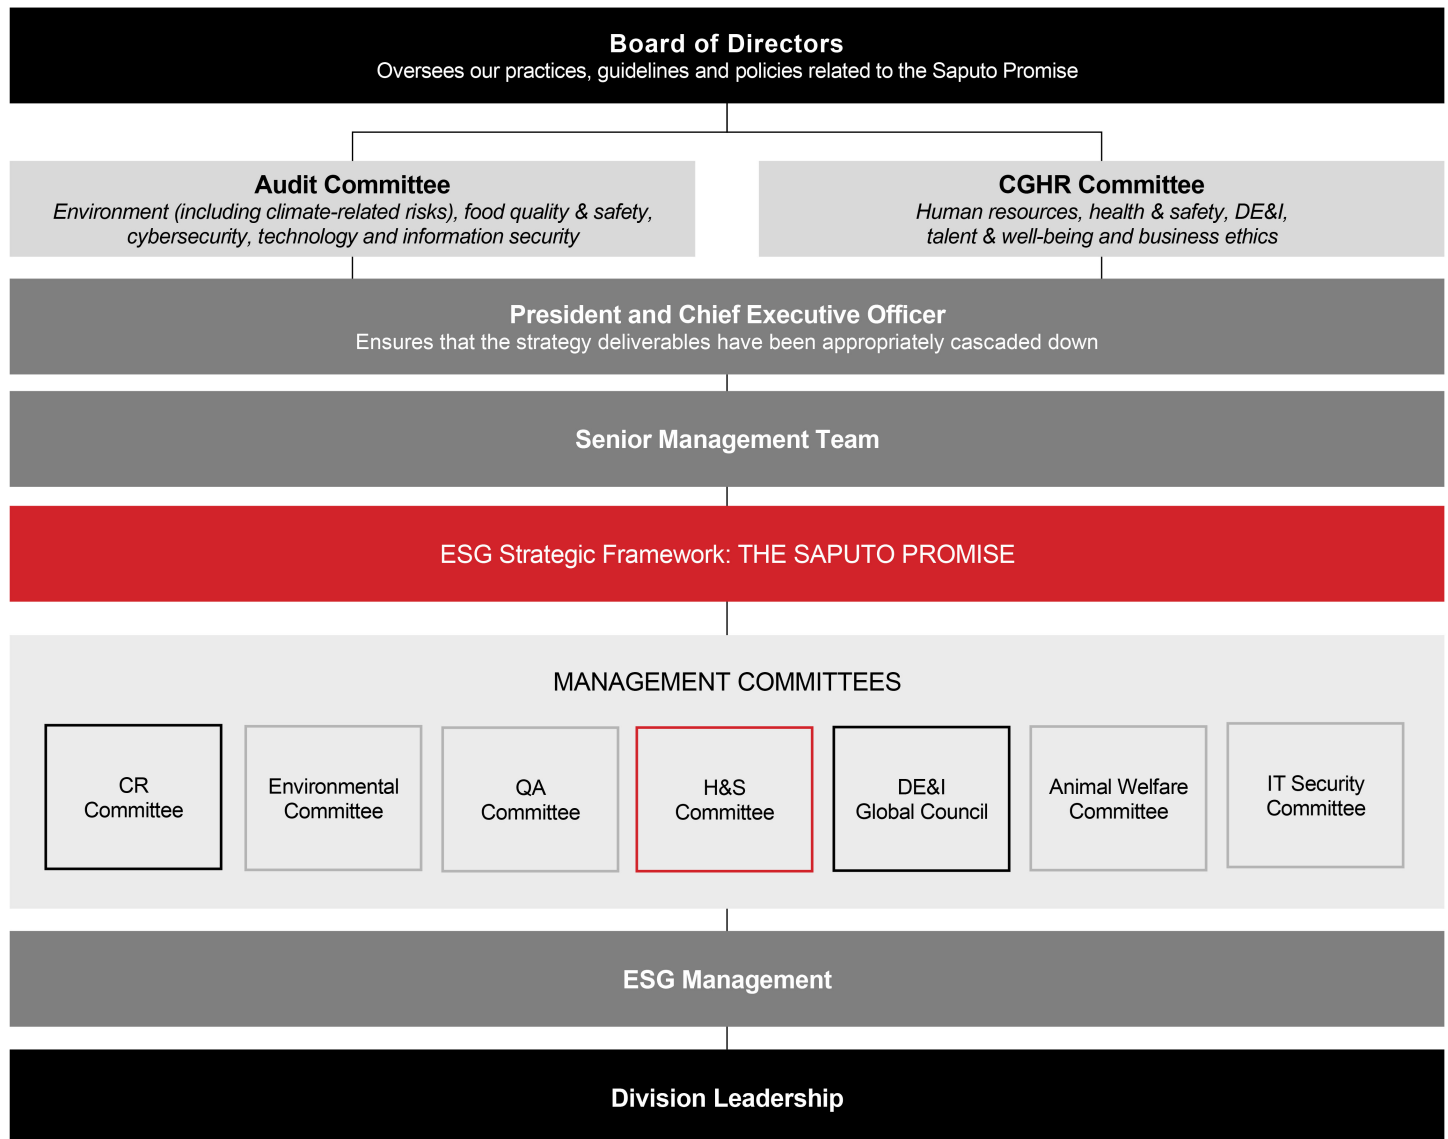 Board of Directors
Oversees our practices, guidelines and policies related to the Saputo Promise
Audit Committee
Environment (including climate-related risks), food quality & safety,
cybersecurity, technology and information security
CGHR Committee
Human resources, health & safety, DE&I,
talent & well-being and business ethics
President and Chief Executive Officer
Ensures that the strategy deliverables have been appropriately cascaded down
Senior Management Team
ESG Strategic Framework: THE SAPUTO PROMISE
MANAGEMENT COMMITTEES
CR
Committee
Environmental
Committee
QA
Committee
H&S
Committee
DE&I
Global Council
Animal Welfare
Committee
IT Security
Committee
ESG Management
Division Leadership